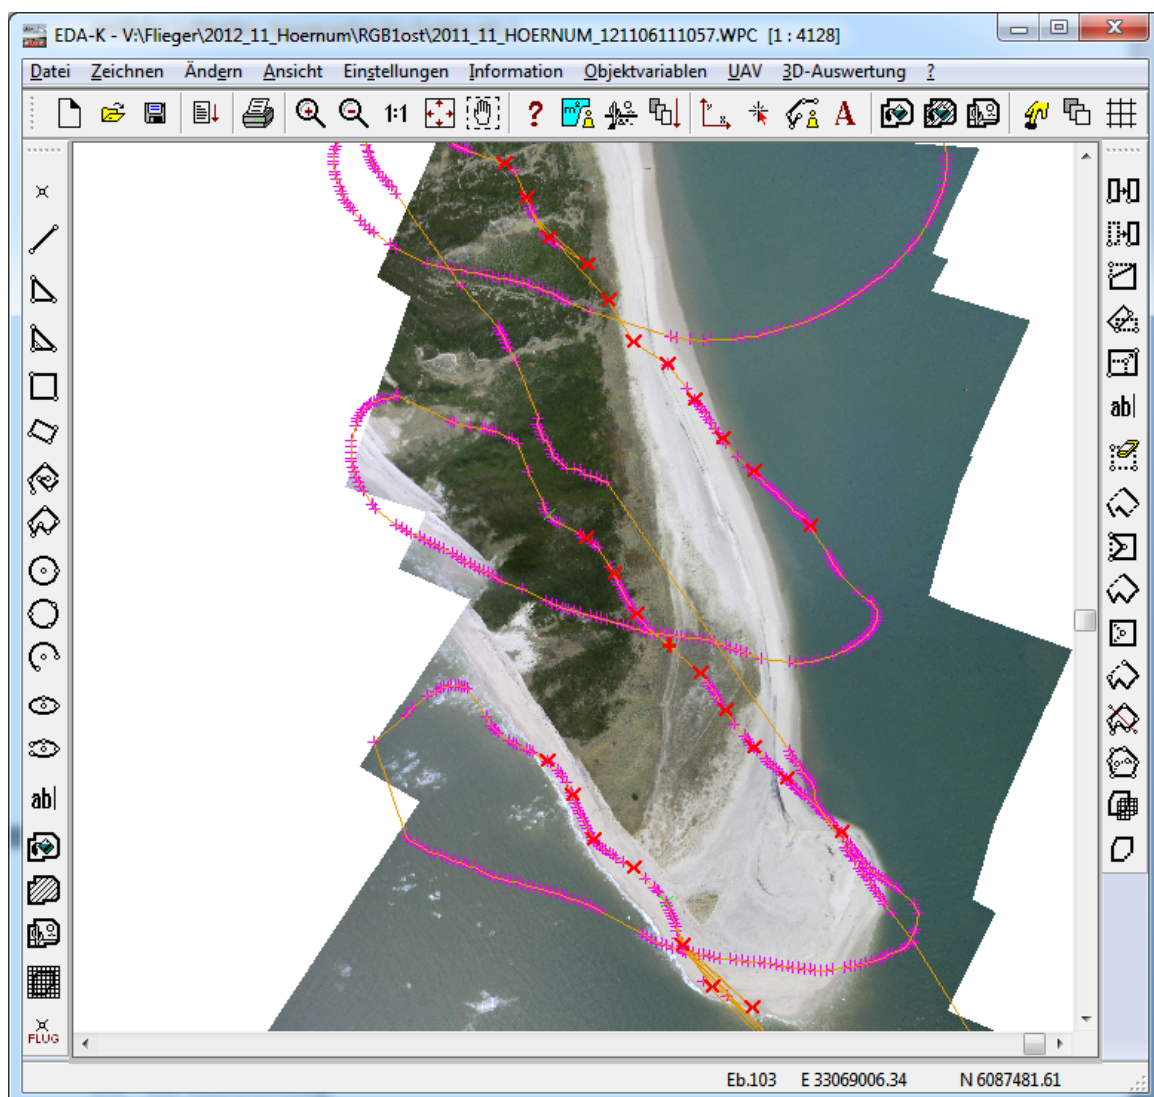 EDA-K - V:\Flieger\2012_11_Hoernum\RGB1ost\2011_11_HOERNUM_121106111057.WPC [1 : 4128]
Datei Zeichnen Ändern Ansicht Einstellungen Information Objektvariablen UAV 3D-Auswertung ?
1:1 ? m² y x A
ab|
ab|
FLUG
Eb.103 E 33069006.34 N 6087481.61